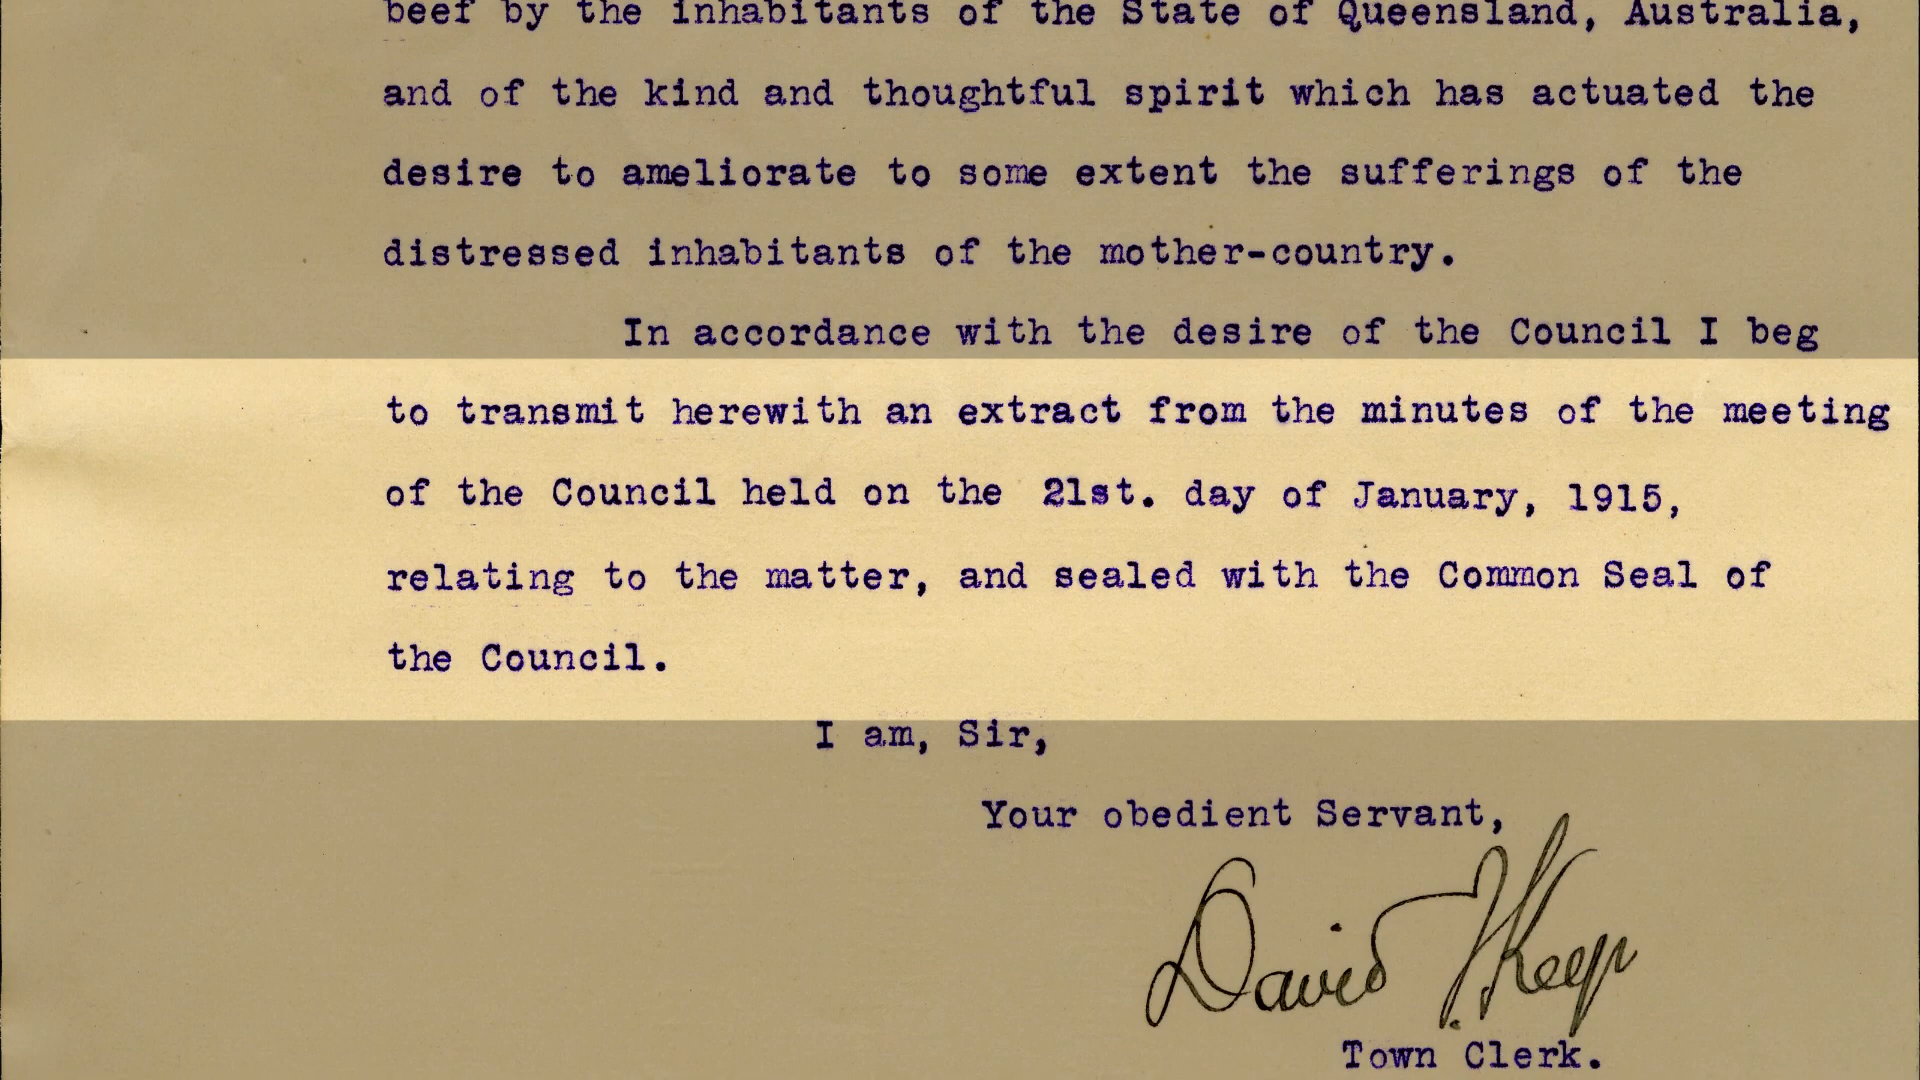 beef by the inhabitants of the State of Queensland, Australia,
and of the kind and thoughtful spirit which has actuated the
desire to ameliorate to some extent the sufferings of the
distressed inhabitants of the mother-country.
In accordance with the desire of the Council I beg
to transmit herewith an extract from the minutes of the meeting
of the Council held on the 21st. day of January, 1915,
relating to the matter, and sealed with the Common Seal of
the Council.
I am, Sir,
Your obedient Servant,
David J. Keep
Town Clerk.